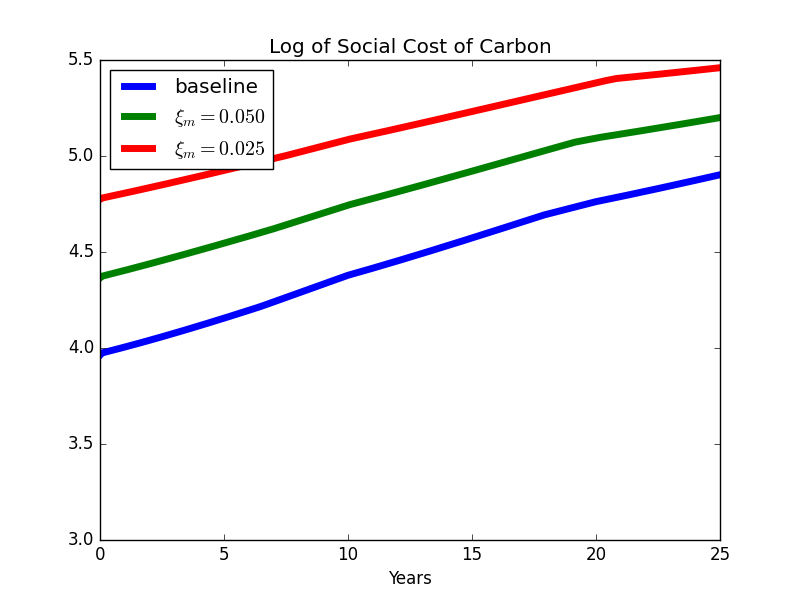 Log of Social Cost of Carbon
5.5
baseline
ξₘ = 0.050
ξₘ = 0.025
5.0
4.5
4.0
3.5
3.0
0 5 10 15 20 25
Years